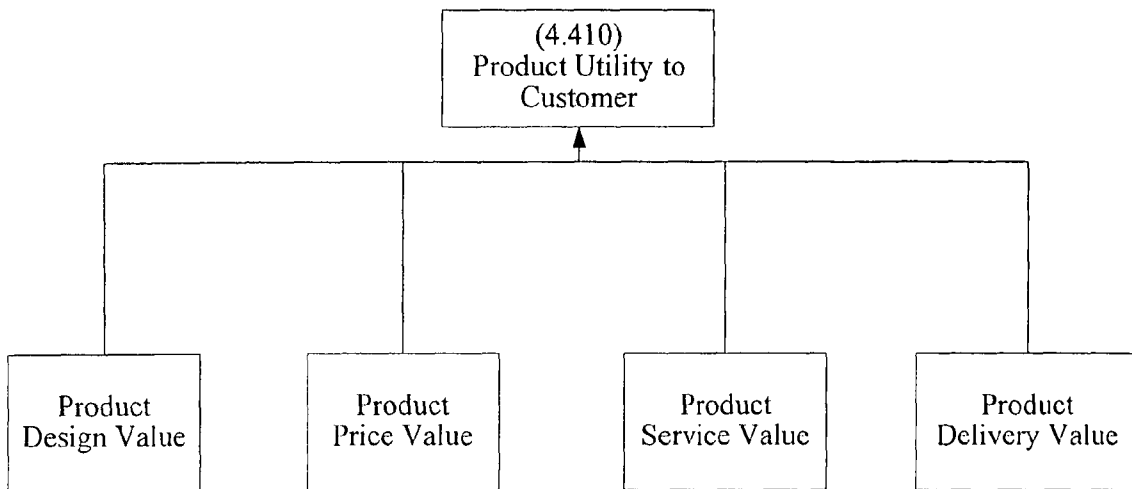 (4.410)
Product Utility to
Customer
Product
Design Value
Product
Price Value
Product
Service Value
Product
Delivery Value